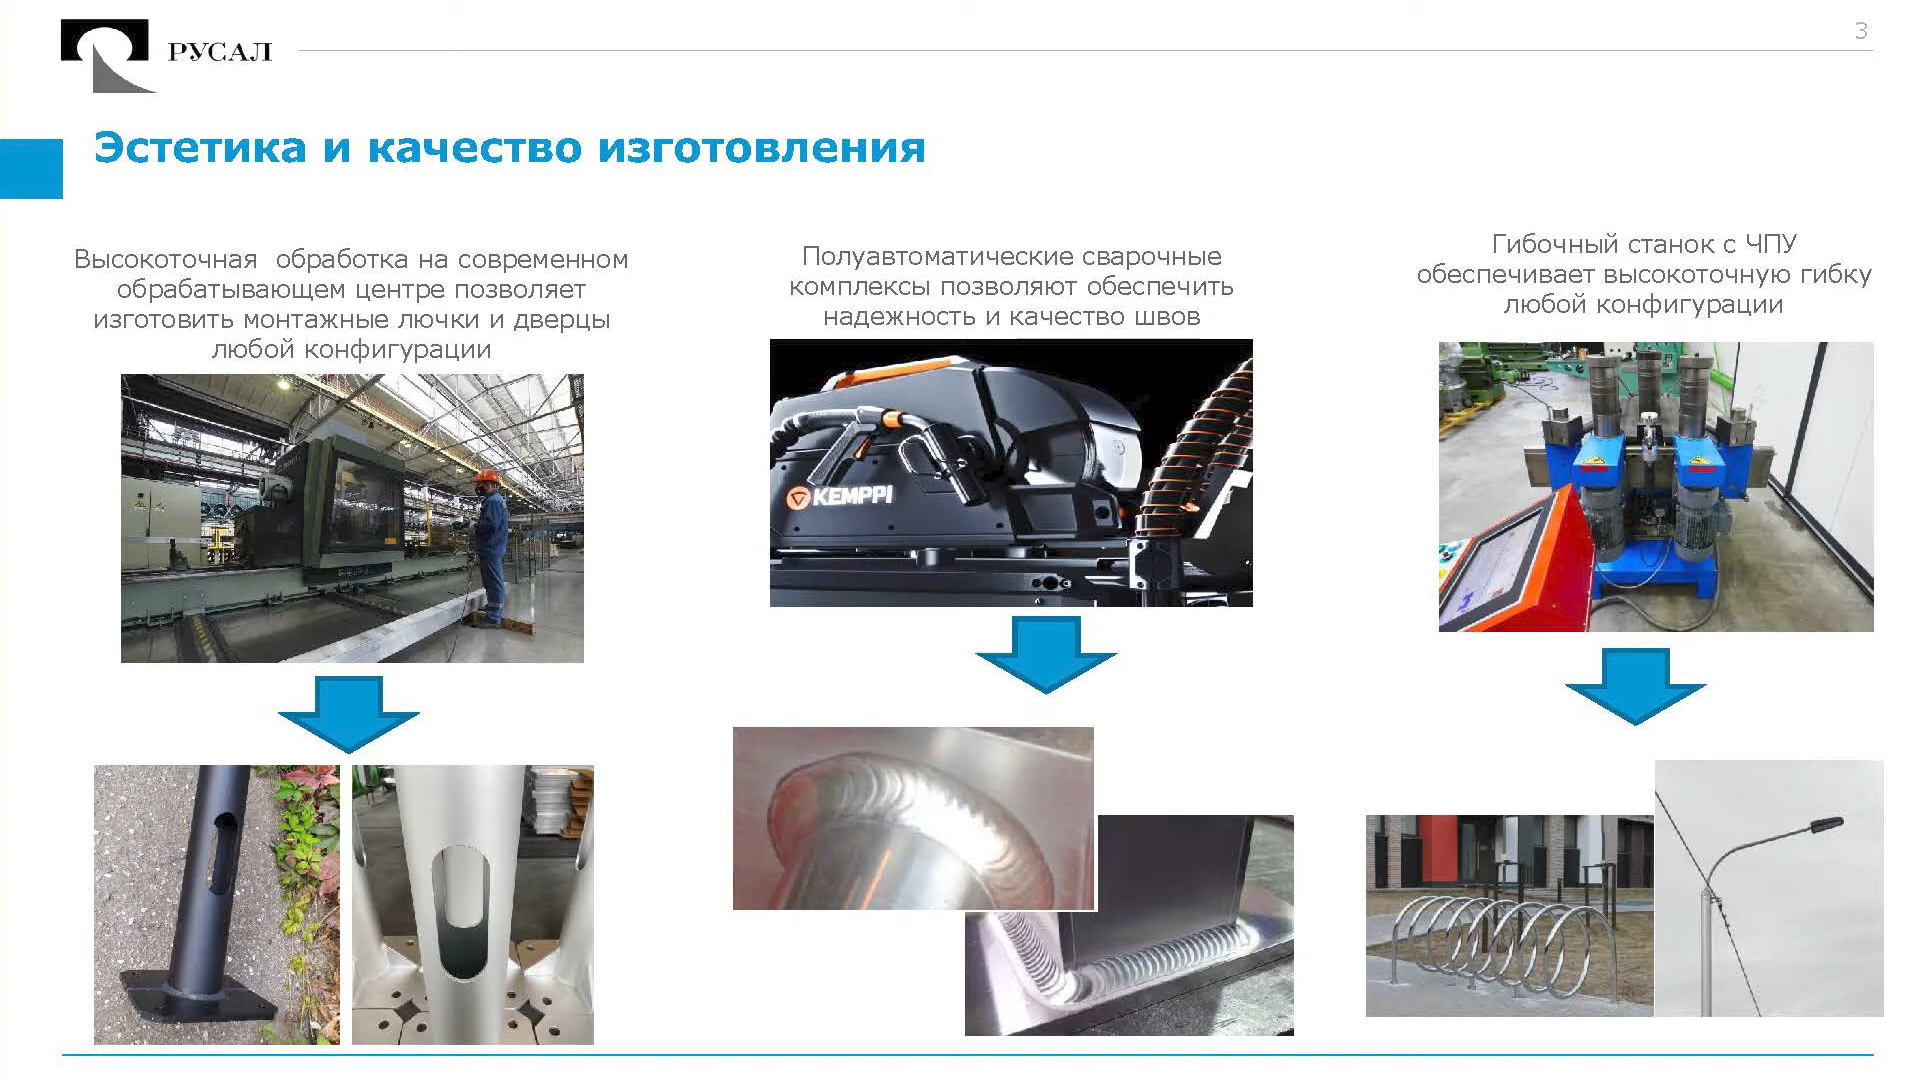 3
РУСАЛ
Эстетика и качество изготовления
Высокоточная  обработка на современном
обрабатывающем центре позволяет
изготовить монтажные лючки и дверцы
любой конфигурации
Полуавтоматические сварочные
комплексы позволяют обеспечить
надежность и качество швов
Гибочный станок с ЧПУ
обеспечивает высокоточную гибку
любой конфигурации
KEMPPI